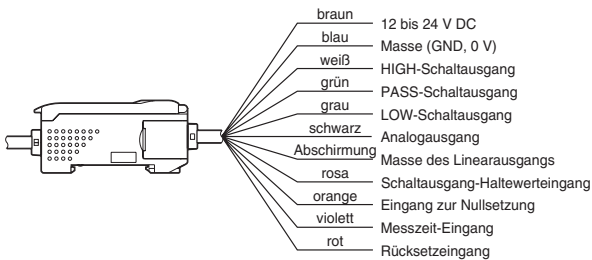 braun 12 bis 24 V DC
blau Masse (GND, 0 V)
weiß HIGH-Schaltausgang
grün PASS-Schaltausgang
grau LOW-Schaltausgang
schwarz Analogausgang
Abschirmung Masse des Linearausgangs
rosa Schaltausgang-Haltewerteingang
orange Eingang zur Nullsetzung
violett Messzeit-Eingang
rot Rücksetzeingang